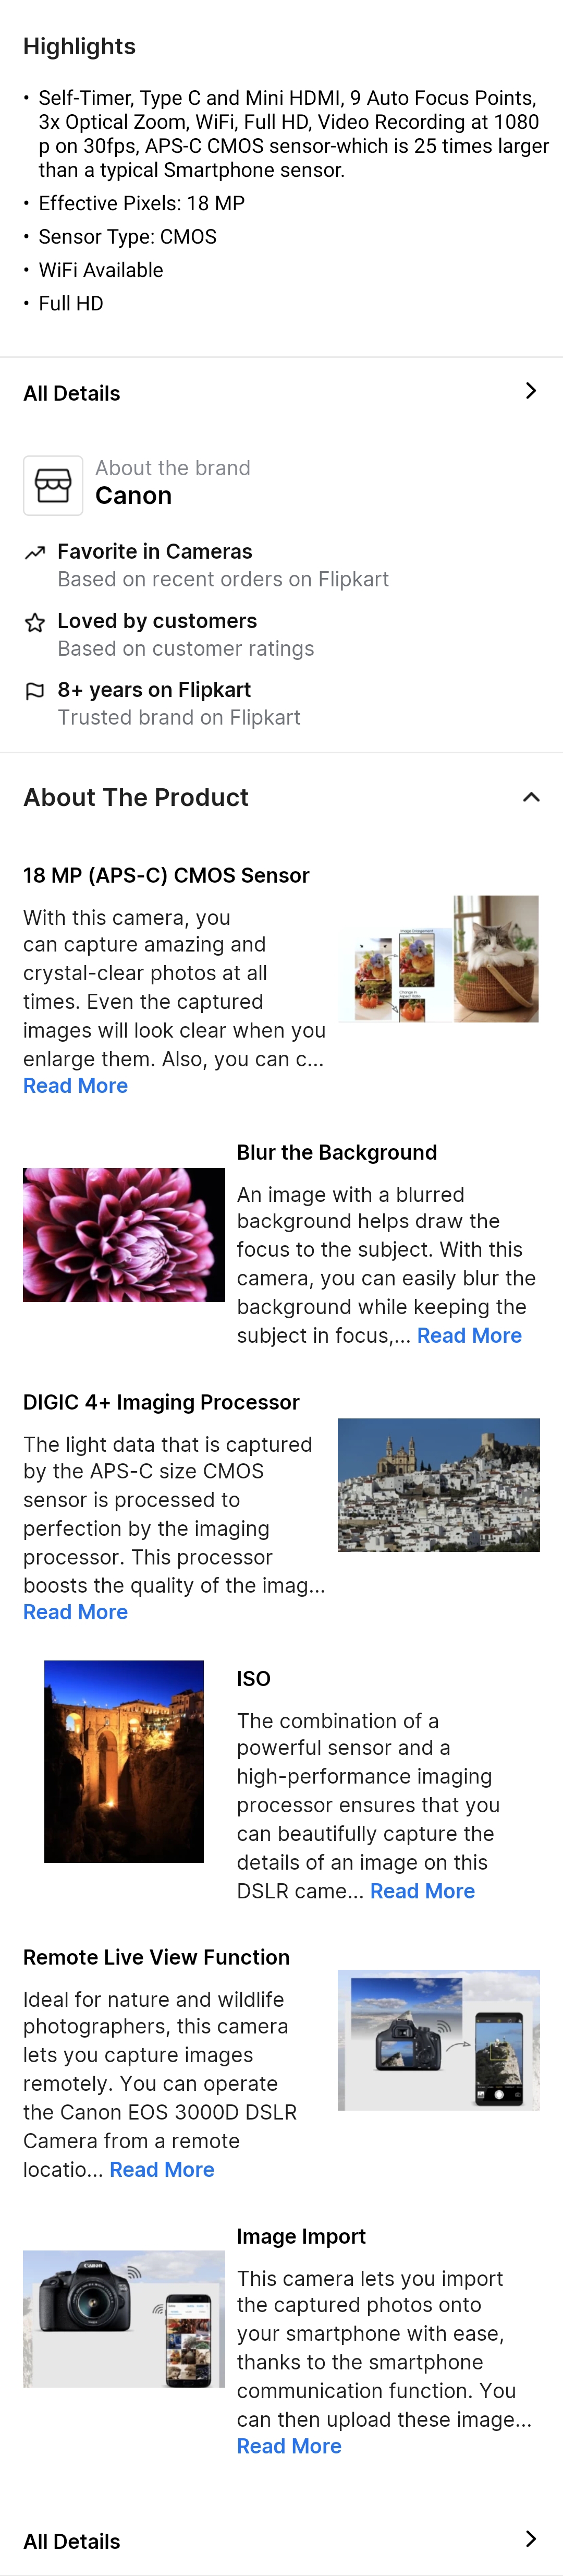 Highlights
• Self-Timer, Type C and Mini HDMI, 9 Auto Focus Points,
3x Optical Zoom, WiFi, Full HD, Video Recording at 1080
p on 30fps, APS-C CMOS sensor-which is 25 times larger
than a typical Smartphone sensor.
• Effective Pixels: 18 MP
• Sensor Type: CMOS
• WiFi Available
• Full HD
All Details
About the brand
Canon
Favorite in Cameras
Based on recent orders on Flipkart
Loved by customers
Based on customer ratings
8+ years on Flipkart
Trusted brand on Flipkart
About The Product
18 MP (APS-C) CMOS Sensor
With this camera, you
can capture amazing and
crystal-clear photos at all
times. Even the captured
images will look clear when you
enlarge them. Also, you can c...
Read More
Blur the Background
An image with a blurred
background helps draw the
focus to the subject. With this
camera, you can easily blur the
background while keeping the
subject in focus,... Read More
DIGIC 4+ Imaging Processor
The light data that is captured
by the APS-C size CMOS
sensor is processed to
perfection by the imaging
processor. This processor
boosts the quality of the imag...
Read More
ISO
The combination of a
powerful sensor and a
high-performance imaging
processor ensures that you
can beautifully capture the
details of an image on this
DSLR came... Read More
Remote Live View Function
Ideal for nature and wildlife
photographers, this camera
lets you capture images
remotely. You can operate
the Canon EOS 3000D DSLR
Camera from a remote
locatio... Read More
Canon
Image Import
This camera lets you import
the captured photos onto
your smartphone with ease,
thanks to the smartphone
communication function. You
can then upload these image...
Read More
All Details